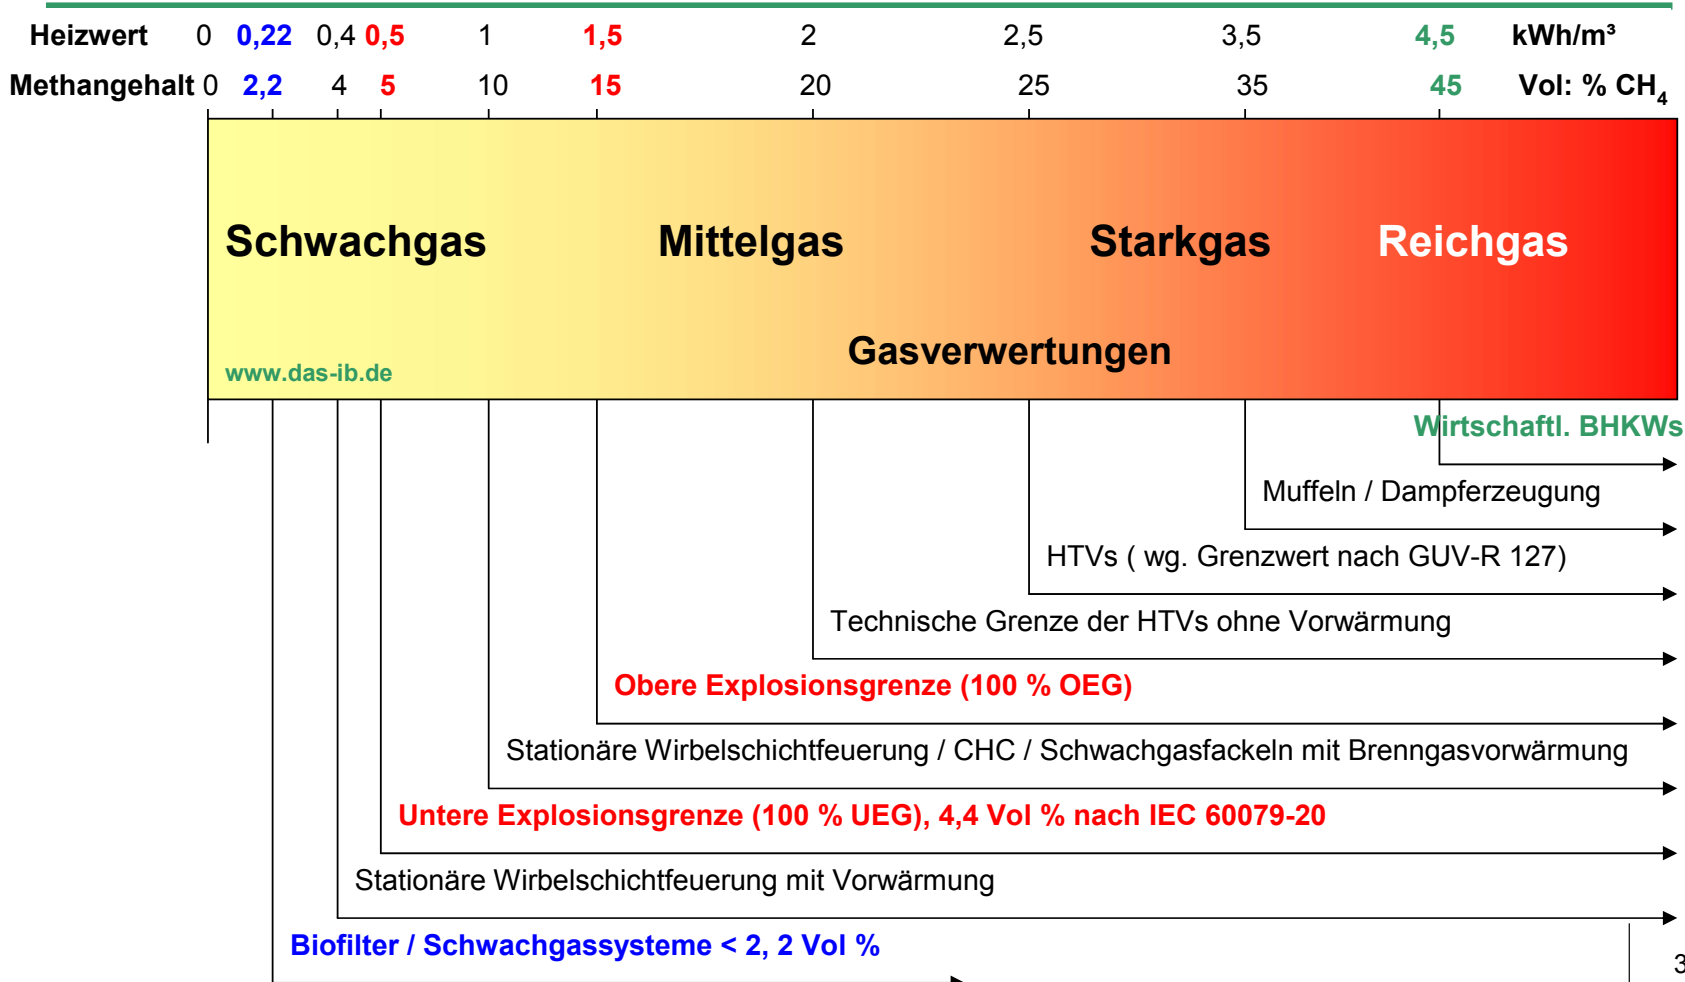 Heizwert 0 0,22 0,4 0,5 1 1,5 2 2,5 3,5 4,5 kWh/m³
Methangehalt 0 2,2 4 5 10 15 20 25 35 45 Vol: % CH₄
Schwachgas Mittelgas Starkgas Reichgas
Gasverwertungen
www.das-ib.de
Wirtschaftl. BHKWs
Muffeln / Dampferzeugung
HTVs ( wg. Grenzwert nach GUV-R 127)
Technische Grenze der HTVs ohne Vorwärmung
Obere Explosionsgrenze (100 % OEG)
Stationäre Wirbelschichtfeuerung / CHC / Schwachgasfackeln mit Brenngasvorwärmung
Untere Explosionsgrenze (100 % UEG), 4,4 Vol % nach IEC 60079-20
Stationäre Wirbelschichtfeuerung mit Vorwärmung
Biofilter / Schwachgassysteme < 2, 2 Vol %
3